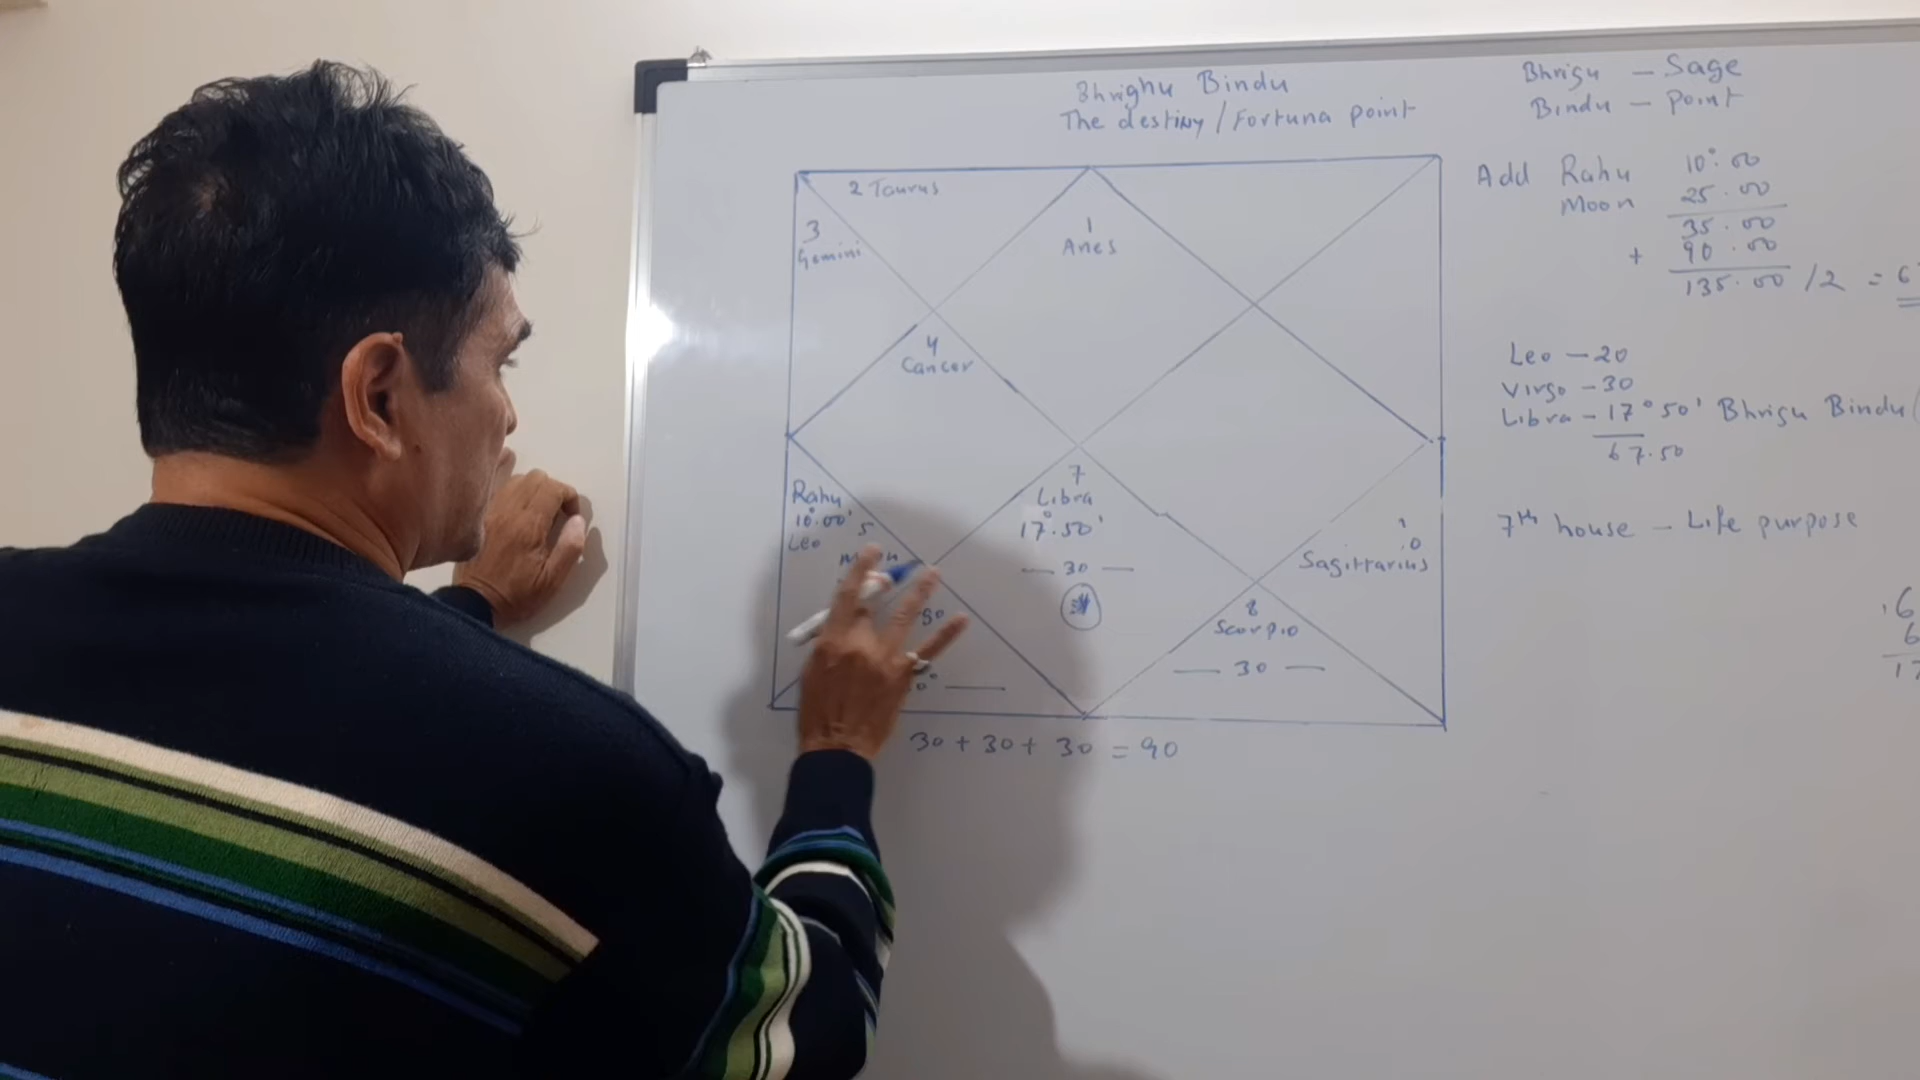 Bhrighu Bindu
The destiny/Fortuna point
Bhrigu - Sage
Bindu - Point
2 Taurus
3
Gemini
1
Aries
4
Cancer
Rahu
10°.00' 5
Leo
7
Libra
17°.50'
- 30 -
30 + 30 + 30 = 90
8
Scorpio
- 30 -
Sagittarius
Add Rahu 10°.00
Moon 25.00
35.00
+ 90.00
135.00 /2 = 6
Leo - 20
Virgo - 30
Libra - 17°50' Bhrigu Bindu
67.50
7th house - Life purpose